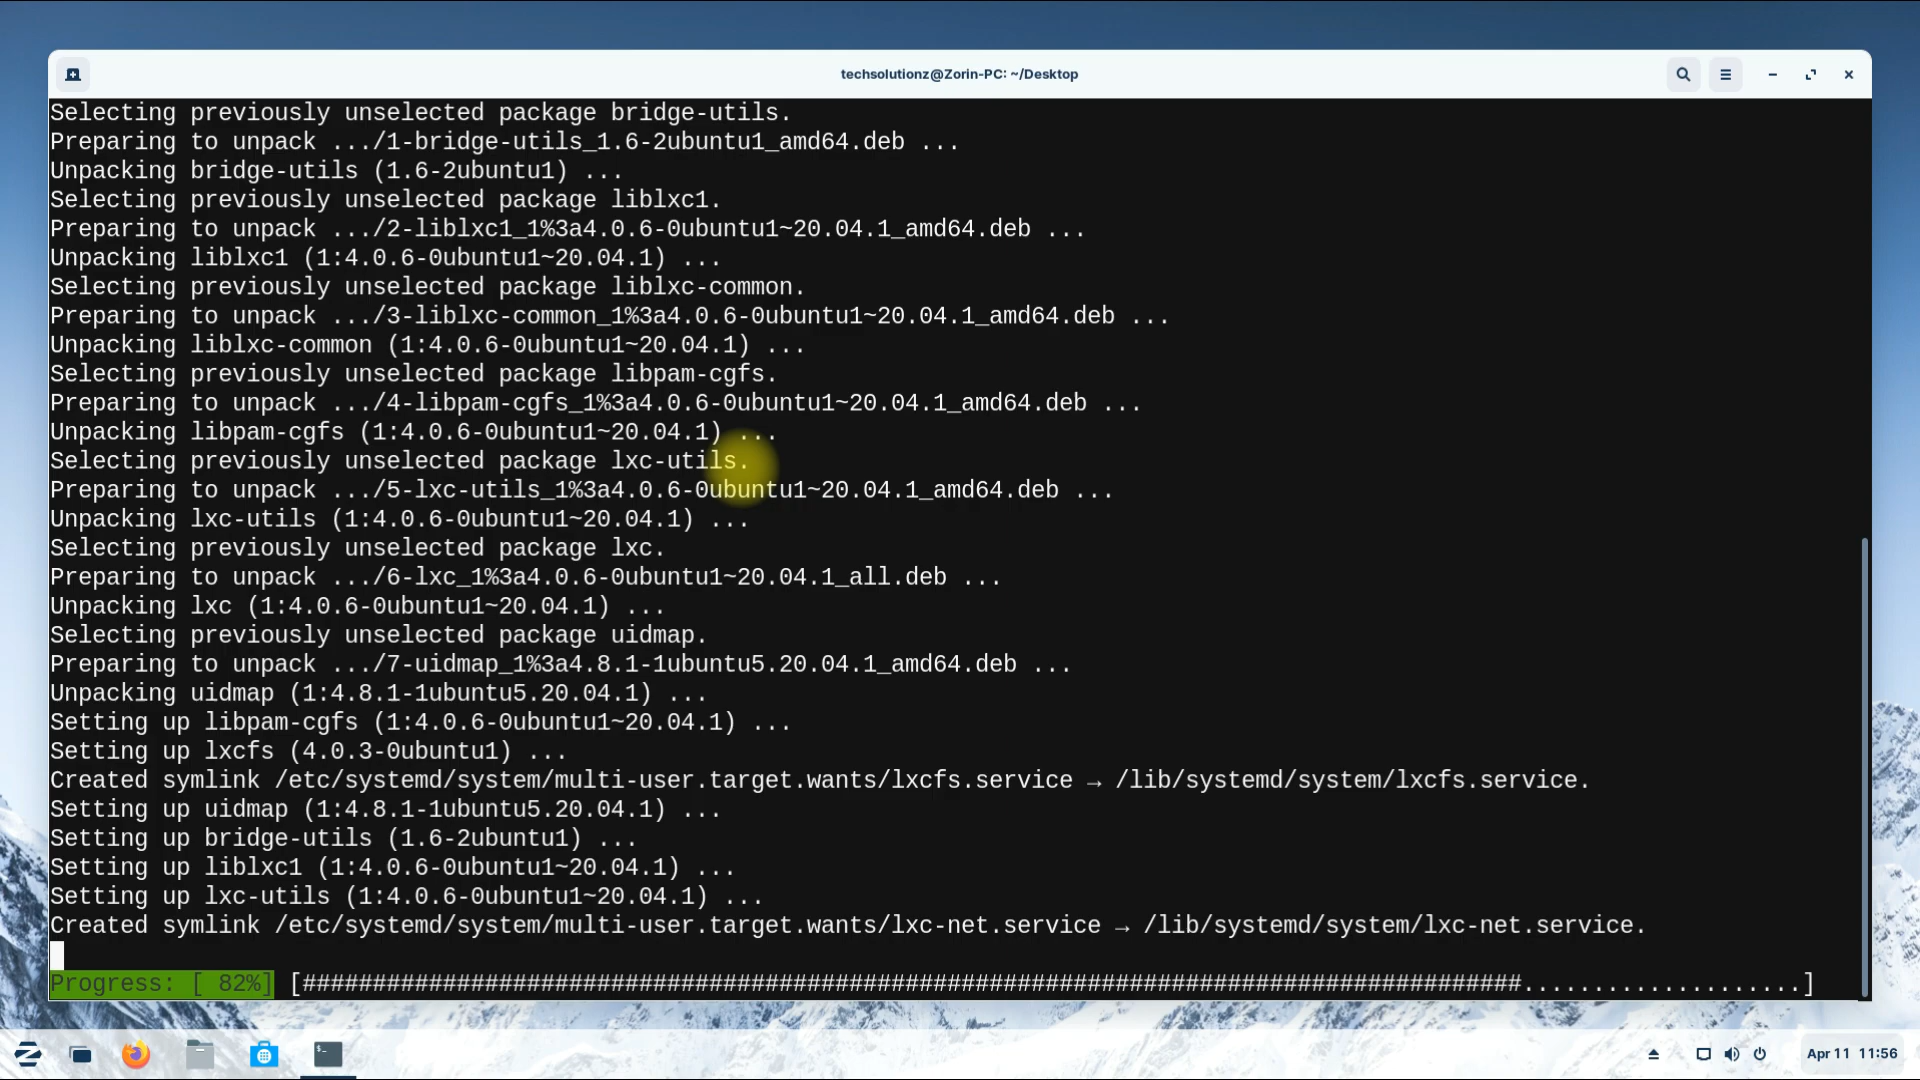 techsolutionz@Zorin-PC: ~/Desktop
Selecting previously unselected package bridge-utils.
Preparing to unpack .../1-bridge-utils_1.6-2ubuntu1_amd64.deb ...
Unpacking bridge-utils (1.6-2ubuntu1) ...
Selecting previously unselected package liblxc1.
Preparing to unpack .../2-liblxc1_1%3a4.0.6-0ubuntu1~20.04.1_amd64.deb ...
Unpacking liblxc1 (1:4.0.6-0ubuntu1~20.04.1) ...
Selecting previously unselected package liblxc-common.
Preparing to unpack .../3-liblxc-common_1%3a4.0.6-0ubuntu1~20.04.1_amd64.deb ...
Unpacking liblxc-common (1:4.0.6-0ubuntu1~20.04.1) ...
Selecting previously unselected package libpam-cgfs.
Preparing to unpack .../4-libpam-cgfs_1%3a4.0.6-0ubuntu1~20.04.1_amd64.deb ...
Unpacking libpam-cgfs (1:4.0.6-0ubuntu1~20.04.1) ...
Selecting previously unselected package lxc-utils.
Preparing to unpack .../5-lxc-utils_1%3a4.0.6-0ubuntu1~20.04.1_amd64.deb ...
Unpacking lxc-utils (1:4.0.6-0ubuntu1~20.04.1) ...
Selecting previously unselected package lxc.
Preparing to unpack .../6-lxc_1%3a4.0.6-0ubuntu1~20.04.1_all.deb ...
Unpacking lxc (1:4.0.6-0ubuntu1~20.04.1) ...
Selecting previously unselected package uidmap.
Preparing to unpack .../7-uidmap_1%3a4.8.1-1ubuntu5.20.04.1_amd64.deb ...
Unpacking uidmap (1:4.8.1-1ubuntu5.20.04.1) ...
Setting up libpam-cgfs (1:4.0.6-0ubuntu1~20.04.1) ...
Setting up lxcfs (4.0.3-0ubuntu1) ...
Created symlink /etc/systemd/system/multi-user.target.wants/lxcfs.service → /lib/systemd/system/lxcfs.service.
Setting up uidmap (1:4.8.1-1ubuntu5.20.04.1) ...
Setting up bridge-utils (1.6-2ubuntu1) ...
Setting up liblxc1 (1:4.0.6-0ubuntu1~20.04.1) ...
Setting up lxc-utils (1:4.0.6-0ubuntu1~20.04.1) ...
Created symlink /etc/systemd/system/multi-user.target.wants/lxc-net.service → /lib/systemd/system/lxc-net.service.
Progress: [ 82%] [#######################################################################################....................]
Apr 11 11:56